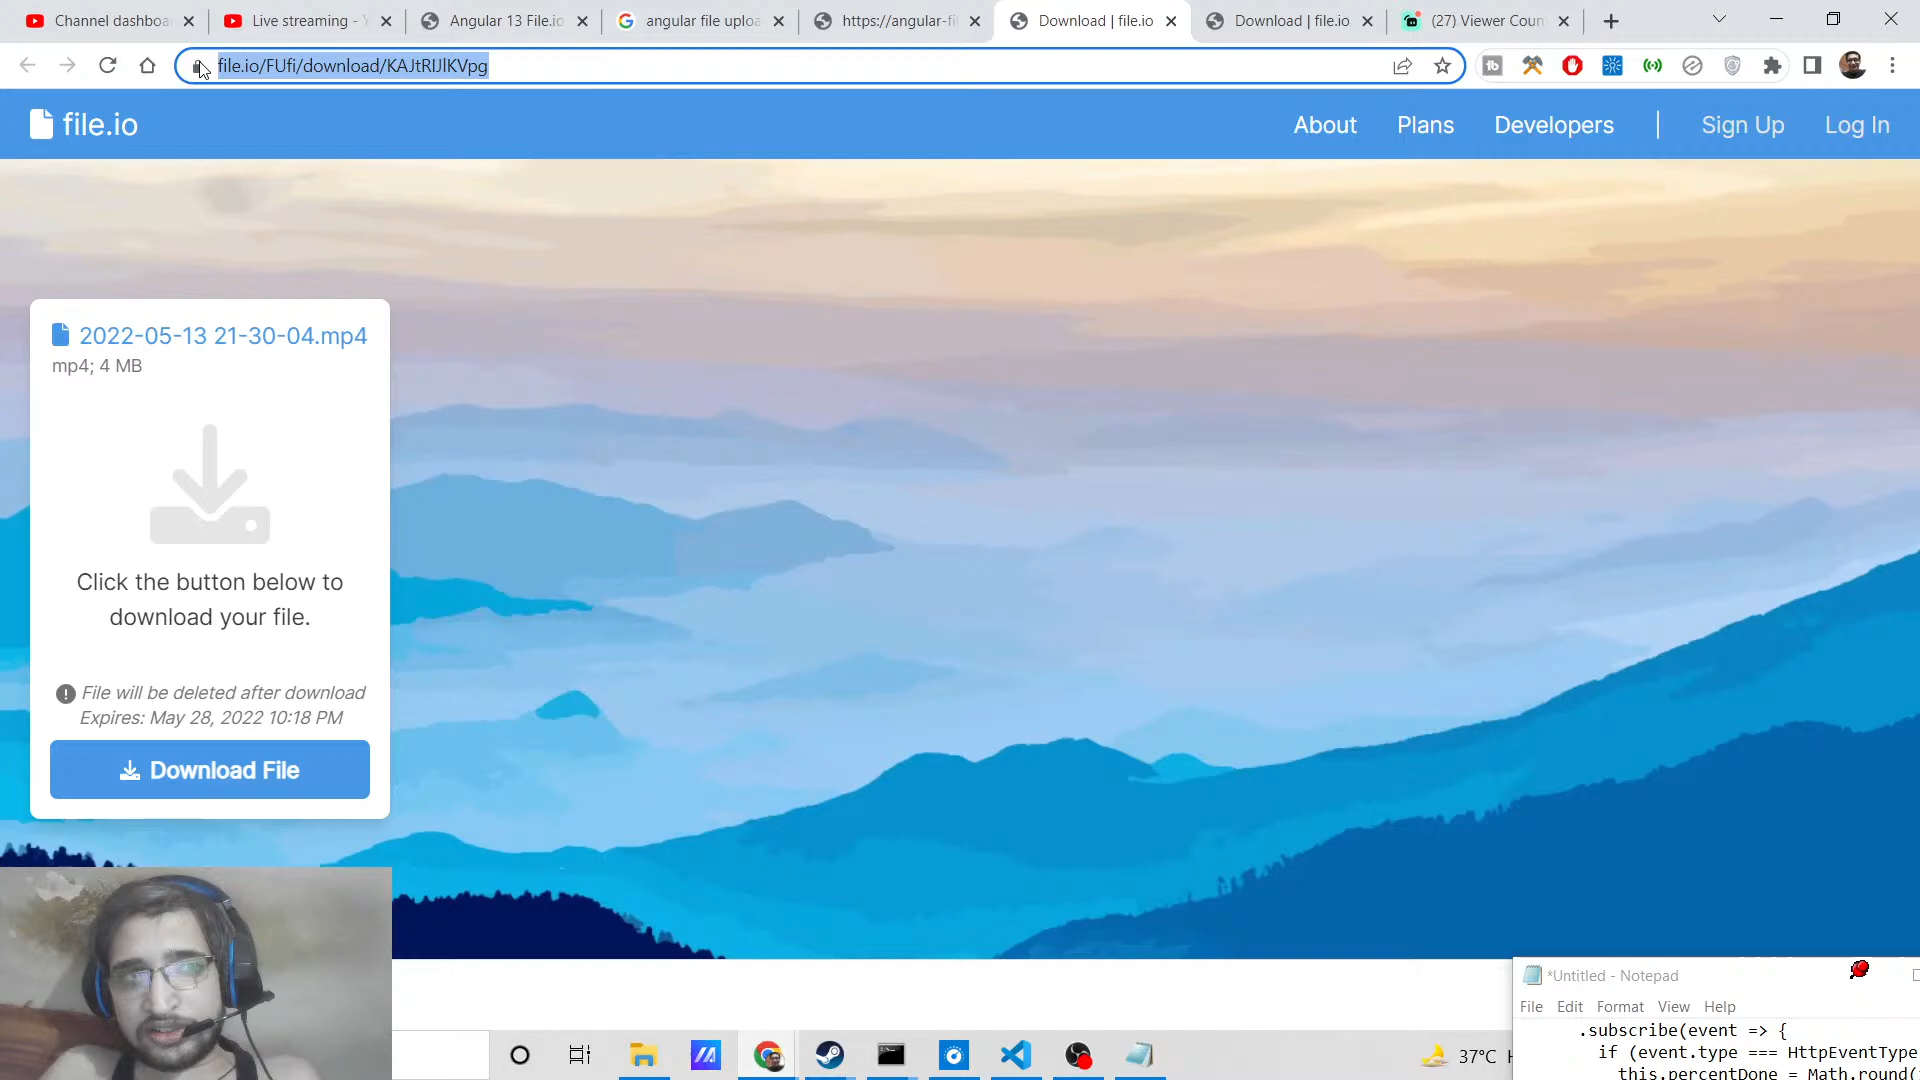 Channel dashboa
Live streaming - Y
Angular 13 File.io
angular file uploa
https://angular-fi
Download | file.io
Download | file.io
(27) Viewer Coun
file.io/FUfi/download/KAJtRIJlKVpg
file.io
About
Plans
Developers
Sign Up
Log In
2022-05-13 21-30-04.mp4
mp4; 4 MB
Click the button below to
download your file.
File will be deleted after download
Expires: May 28, 2022 10:18 PM
Download File
*Untitled - Notepad
File Edit Format View Help
.subscribe(event => {
if (event.type === HttpEventType
this.percentDone = Math.round(
37°C H